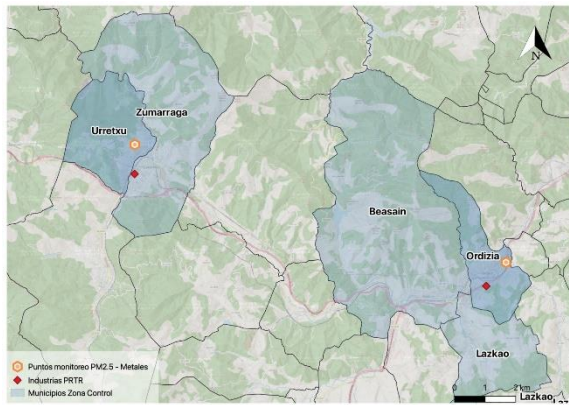 N
Zumarraga
Urretxu
Beasain
Ordizia
Lazkao
Puntos monitoreo PM2.5 - Metales
Industrias PRTR
Municipios Zona Control
0 1 2 km
Lazkao